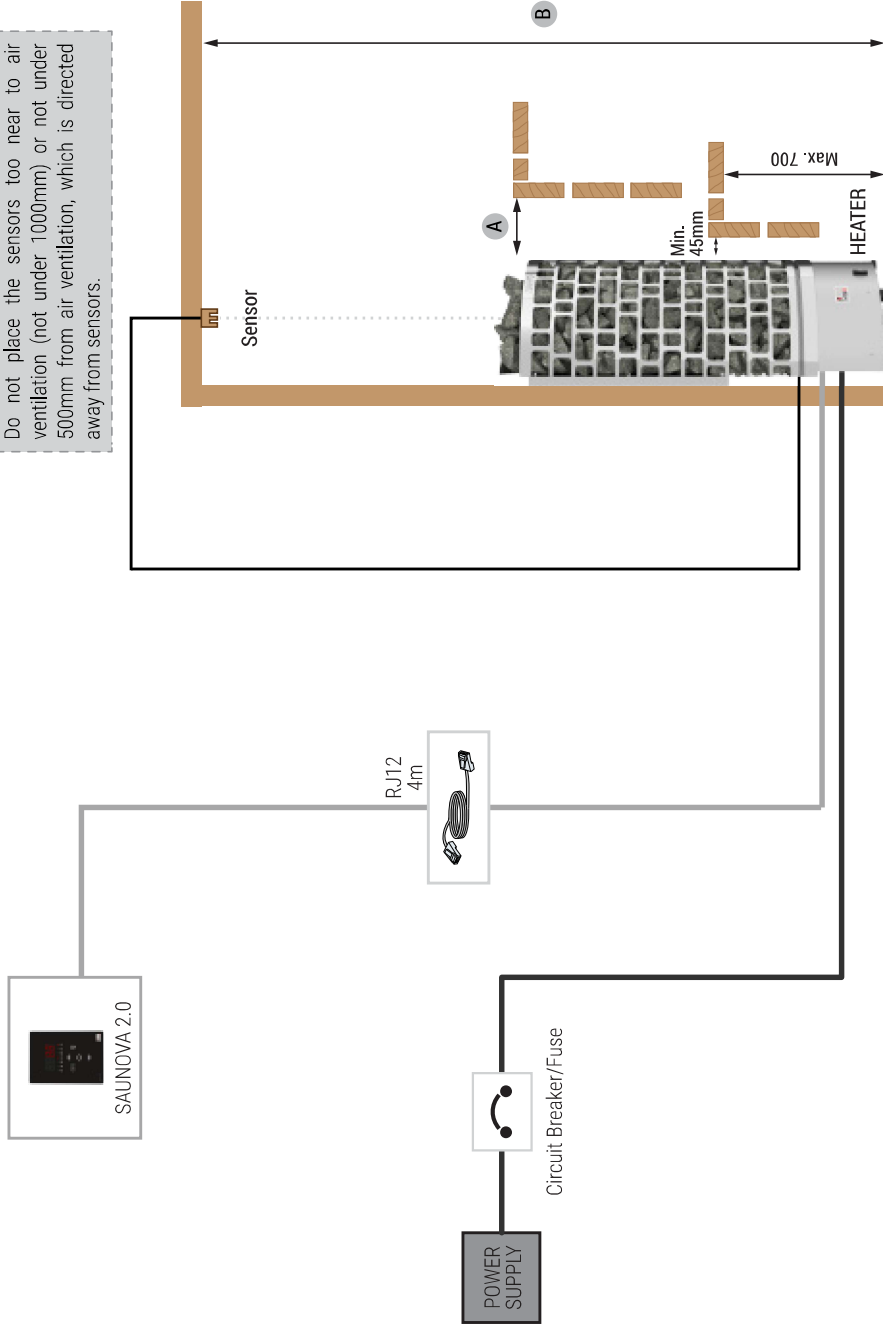 Do not place the sensors too near to air
ventilation (not under 1000mm) or not under
500mm from air ventilation, which is directed
away from sensors.
SAUNOVA 2.0
RJ12
4m
Sensor
B
A
Min.
45mm
Max. 700
HEATER
POWER
SUPPLY
Circuit Breaker/Fuse